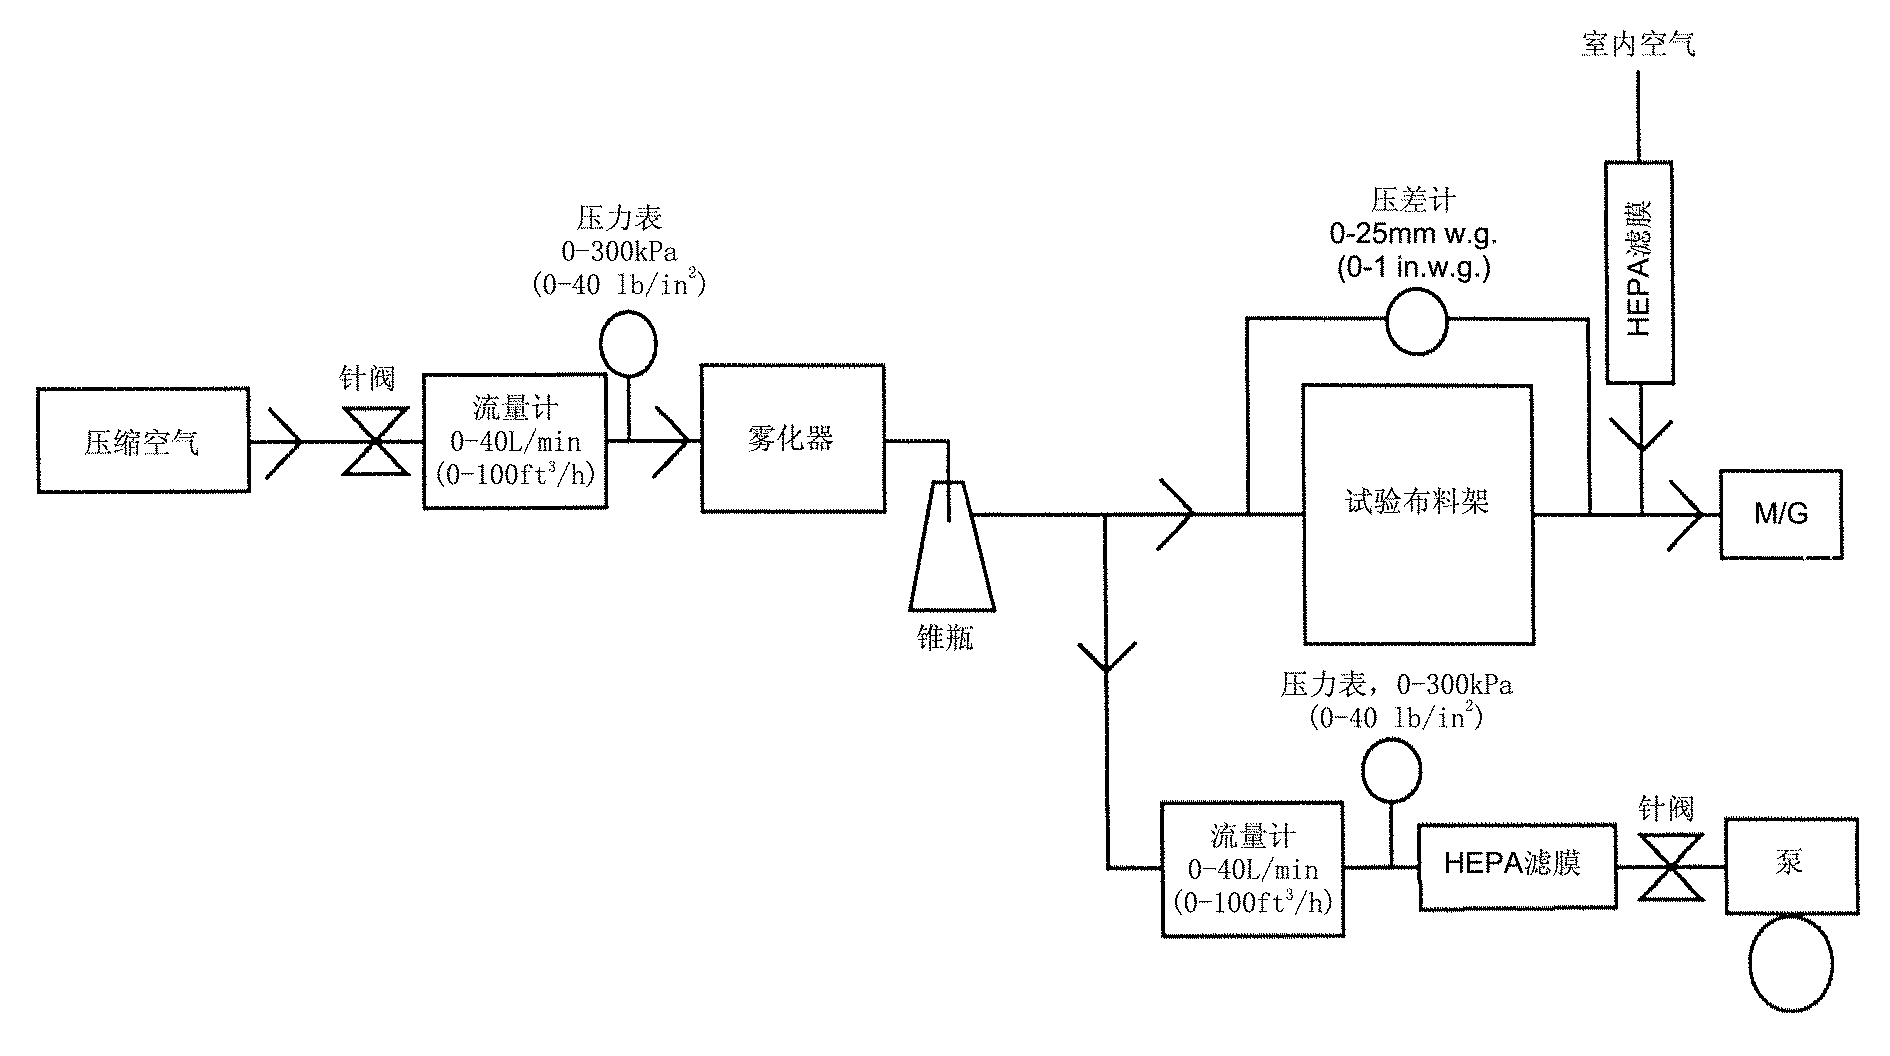 室内空气
HEPA滤膜
压差计
0-25mm w.g.
(0-1 in.w.g.)
压力表
0-300kPa
(0-40 lb/in²)
针阀
压缩空气
流量计
0-40L/min
(0-100ft³/h)
雾化器
锥瓶
试验布料架
M/G
压力表，0-300kPa
(0-40 lb/in²)
流量计
0-40L/min
(0-100ft³/h)
HEPA滤膜
针阀
泵